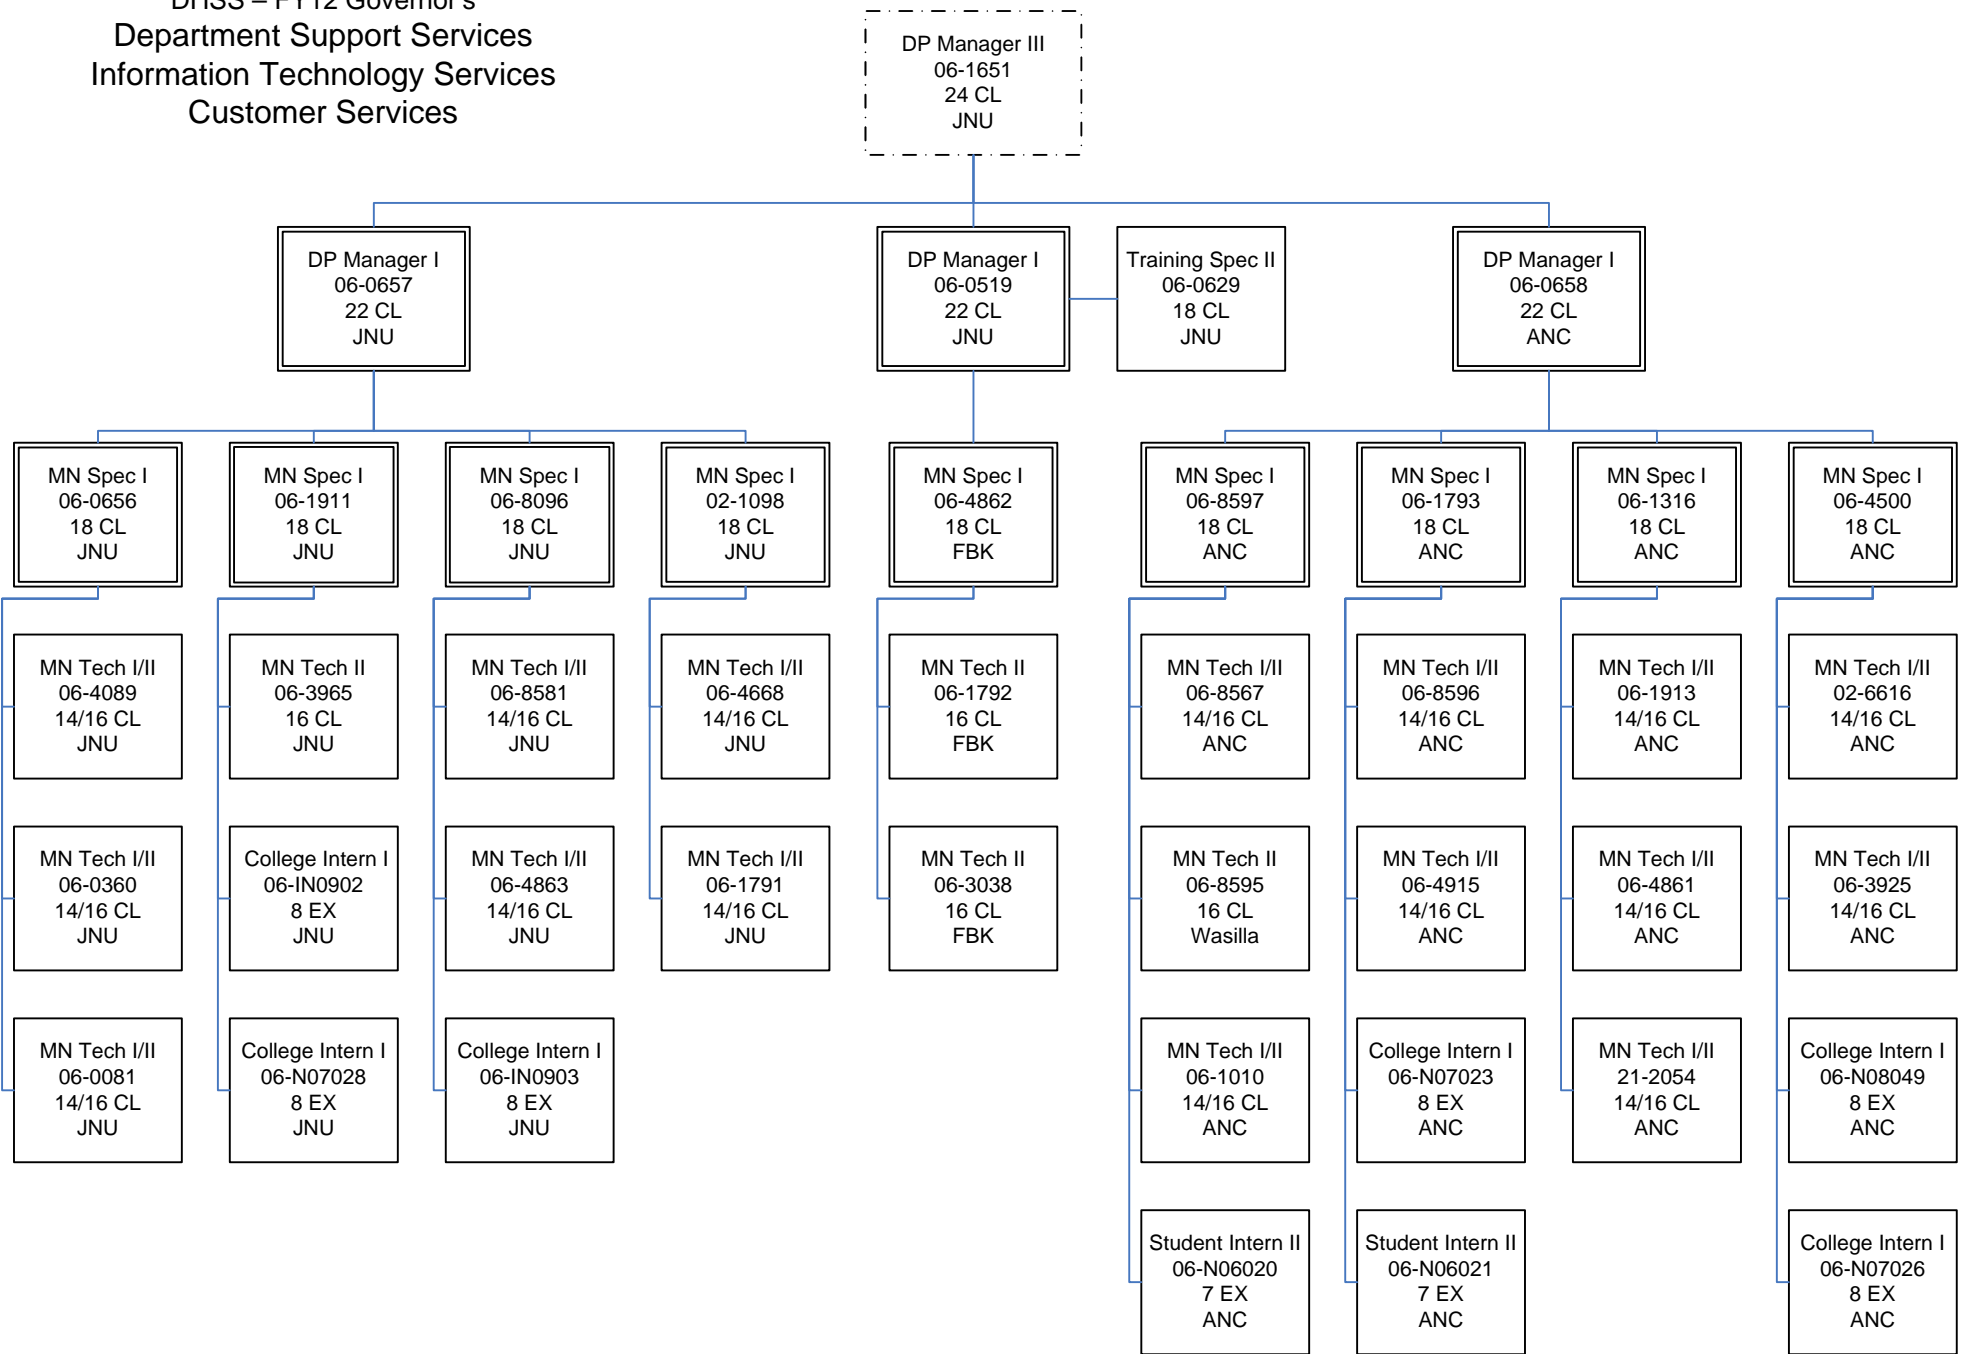 DHSS – FY12 Governor's
Department Support Services
Information Technology Services
Customer Services
DP Manager III
06-1651
24 CL
JNU
DP Manager I
06-0657
22 CL
JNU
DP Manager I
06-0519
22 CL
JNU
Training Spec II
06-0629
18 CL
JNU
DP Manager I
06-0658
22 CL
ANC
MN Spec I
06-0656
18 CL
JNU
MN Spec I
06-1911
18 CL
JNU
MN Spec I
06-8096
18 CL
JNU
MN Spec I
02-1098
18 CL
JNU
MN Spec I
06-4862
18 CL
FBK
MN Spec I
06-8597
18 CL
ANC
MN Spec I
06-1793
18 CL
ANC
MN Spec I
06-1316
18 CL
ANC
MN Spec I
06-4500
18 CL
ANC
MN Tech I/II
06-4089
14/16 CL
JNU
MN Tech II
06-3965
16 CL
JNU
MN Tech I/II
06-8581
14/16 CL
JNU
MN Tech I/II
06-4668
14/16 CL
JNU
MN Tech II
06-1792
16 CL
FBK
MN Tech I/II
06-8567
14/16 CL
ANC
MN Tech I/II
06-8596
14/16 CL
ANC
MN Tech I/II
06-1913
14/16 CL
ANC
MN Tech I/II
02-6616
14/16 CL
ANC
MN Tech I/II
06-0360
14/16 CL
JNU
College Intern I
06-IN0902
8 EX
JNU
MN Tech I/II
06-4863
14/16 CL
JNU
MN Tech I/II
06-1791
14/16 CL
JNU
MN Tech II
06-3038
16 CL
FBK
MN Tech II
06-8595
16 CL
Wasilla
MN Tech I/II
06-4915
14/16 CL
ANC
MN Tech I/II
06-4861
14/16 CL
ANC
MN Tech I/II
06-3925
14/16 CL
ANC
MN Tech I/II
06-0081
14/16 CL
JNU
College Intern I
06-N07028
8 EX
JNU
College Intern I
06-IN0903
8 EX
JNU
MN Tech I/II
06-1010
14/16 CL
ANC
College Intern I
06-N07023
8 EX
ANC
MN Tech I/II
21-2054
14/16 CL
ANC
College Intern I
06-N08049
8 EX
ANC
Student Intern II
06-N06020
7 EX
ANC
Student Intern II
06-N06021
7 EX
ANC
College Intern I
06-N07026
8 EX
ANC